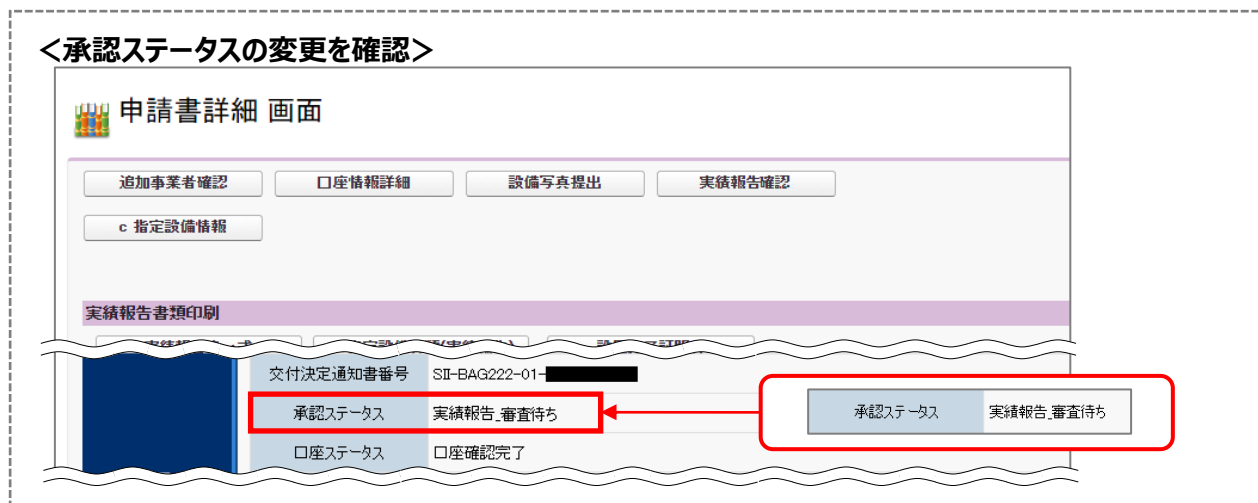 <承認ステータスの変更を確認>
申請書詳細 画面
追加事業者確認 口座情報詳細 設備写真提出 実績報告確認
c 指定設備情報
実績報告書類印刷
交付決定通知書番号 SII-BAG222-01-
承認ステータス 実績報告_審査待ち 承認ステータス 実績報告_審査待ち
口座ステータス 口座確認完了